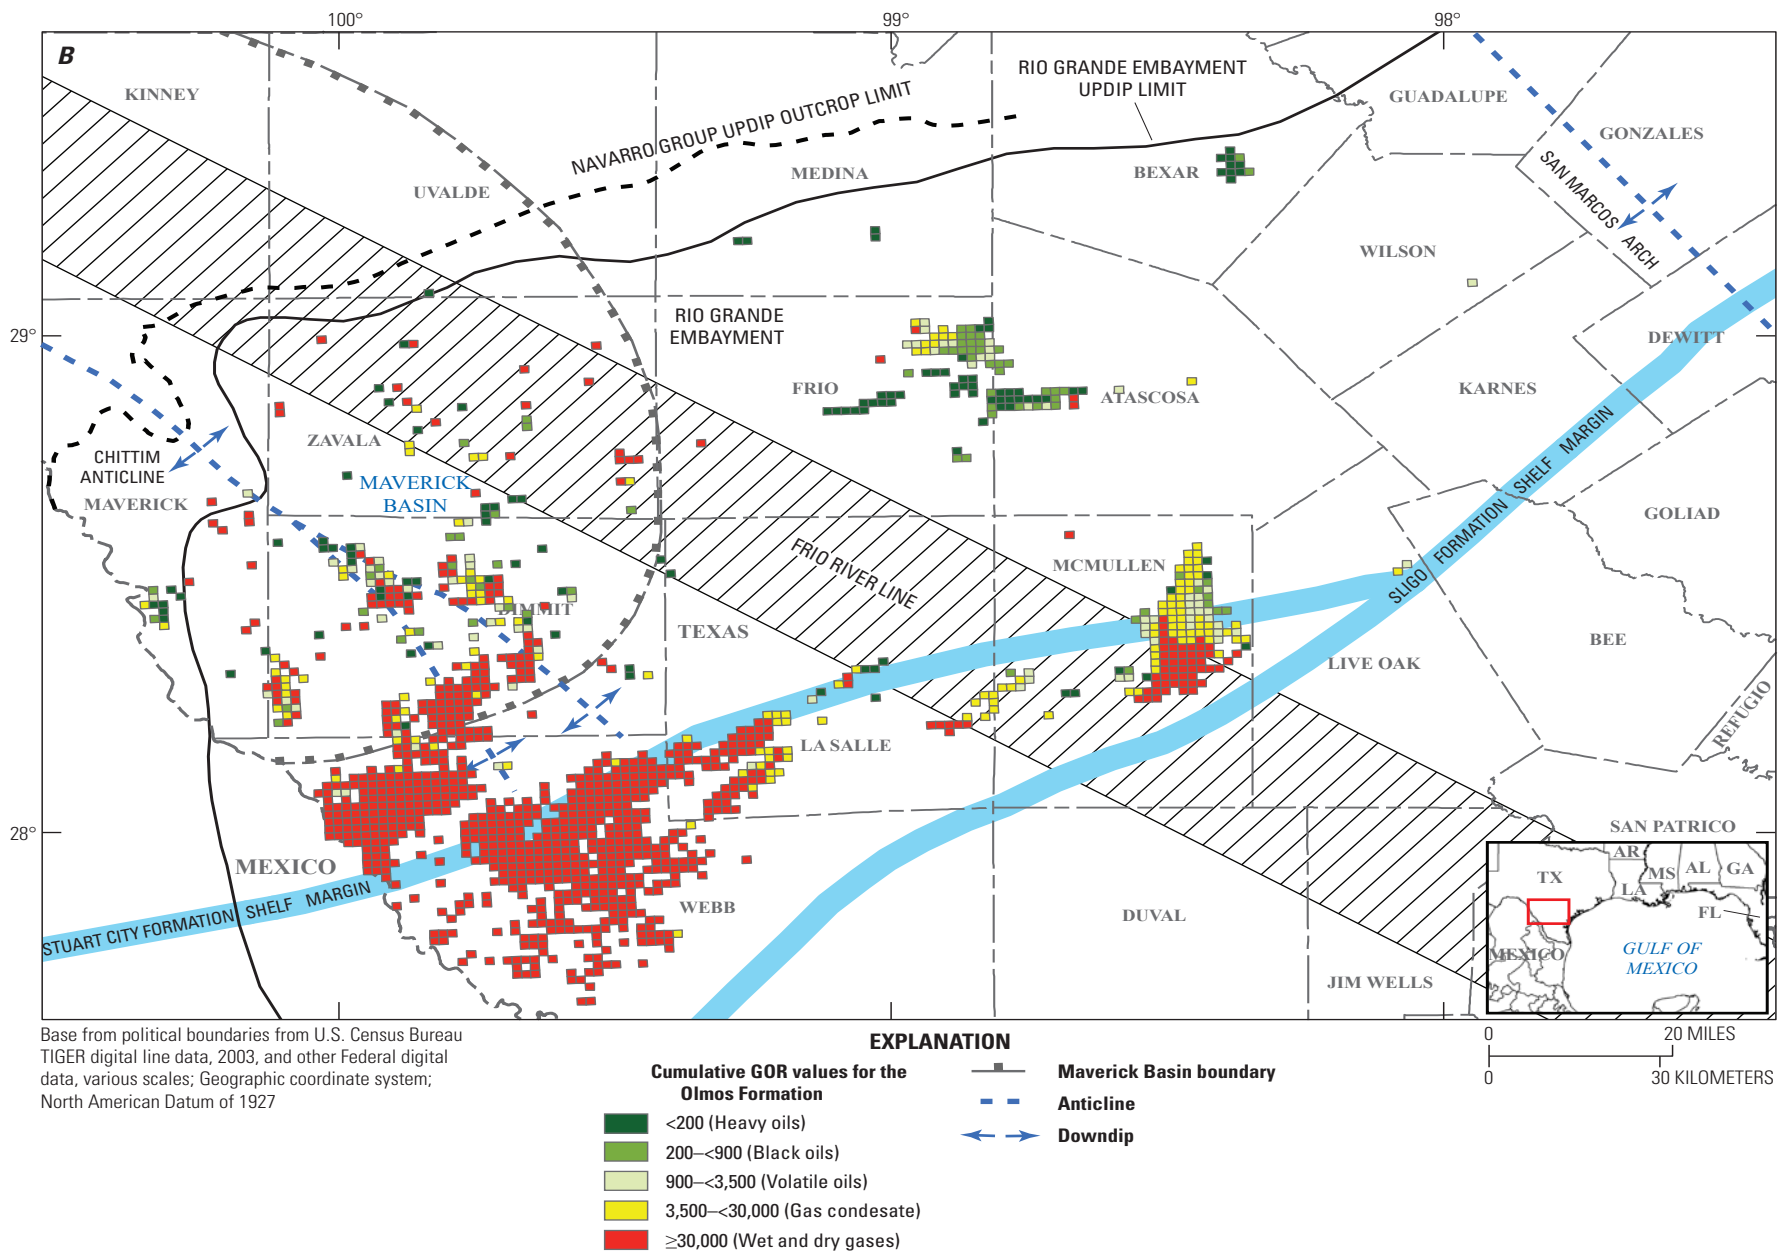 100°
99°
98°
B
KINNEY
NAVARRO GROUP UPDIP OUTCROP LIMIT
RIO GRANDE EMBAYMENT
UPDIP LIMIT
GUADALUPE
GONZALES
UVALDE
MEDINA
BEXAR
SAN MARCOS ARCH
WILSON
29°
RIO GRANDE
EMBAYMENT
DEWITT
FRIO
ATASCOSA
KARNES
ZAVALA
CHITTIM
ANTICLINE
MAVERICK
MAVERICK
BASIN
GOLIAD
FRIO RIVER LINE
MCMULLEN
SLIGO FORMATION SHELF MARGIN
DIMMIT
TEXAS
BEE
LIVE OAK
REFUGIO
LA SALLE
28°
MEXICO
SAN PATRICO
STUART CITY FORMATION SHELF MARGIN
WEBB
DUVAL
JIM WELLS
AR
TX
MS
AL
GA
LA
FL
MEXICO
GULF OF
MEXICO
Base from political boundaries from U.S. Census Bureau
TIGER digital line data, 2003, and other Federal digital
data, various scales; Geographic coordinate system;
North American Datum of 1927
0 20 MILES
0 30 KILOMETERS
EXPLANATION
Cumulative GOR values for the
Olmos Formation
<200 (Heavy oils)
200–<900 (Black oils)
900–<3,500 (Volatile oils)
3,500–<30,000 (Gas condesate)
≥30,000 (Wet and dry gases)
Maverick Basin boundary
Anticline
Downdip